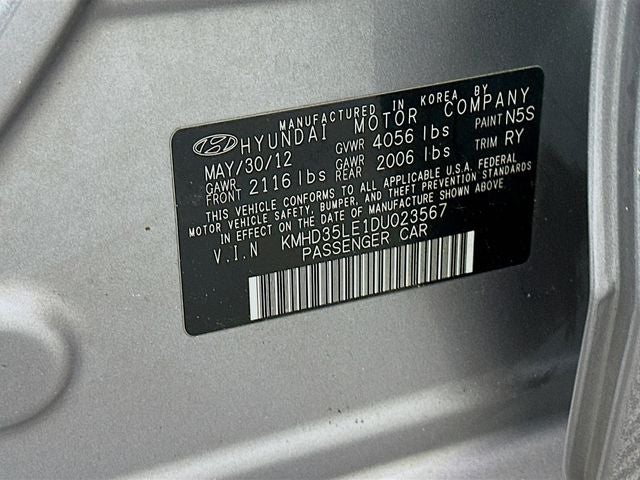 MANUFACTURED IN KOREA BY
HYUNDAI MOTOR COMPANY
MAY/30/12 GVWR 4056 lbs PAINT N5S
GAWR FRONT 2116 lbs GAWR REAR 2006 lbs TRIM RY
THIS VEHICLE CONFORMS TO ALL APPLICABLE U.S.A. FEDERAL
MOTOR VEHICLE SAFETY, BUMPER, AND THEFT PREVENTION STANDARDS
IN EFFECT ON THE DATE OF MANUFACTURE SHOWN ABOVE.
V.I.N KMHD35LE1DU023567
PASSENGER CAR